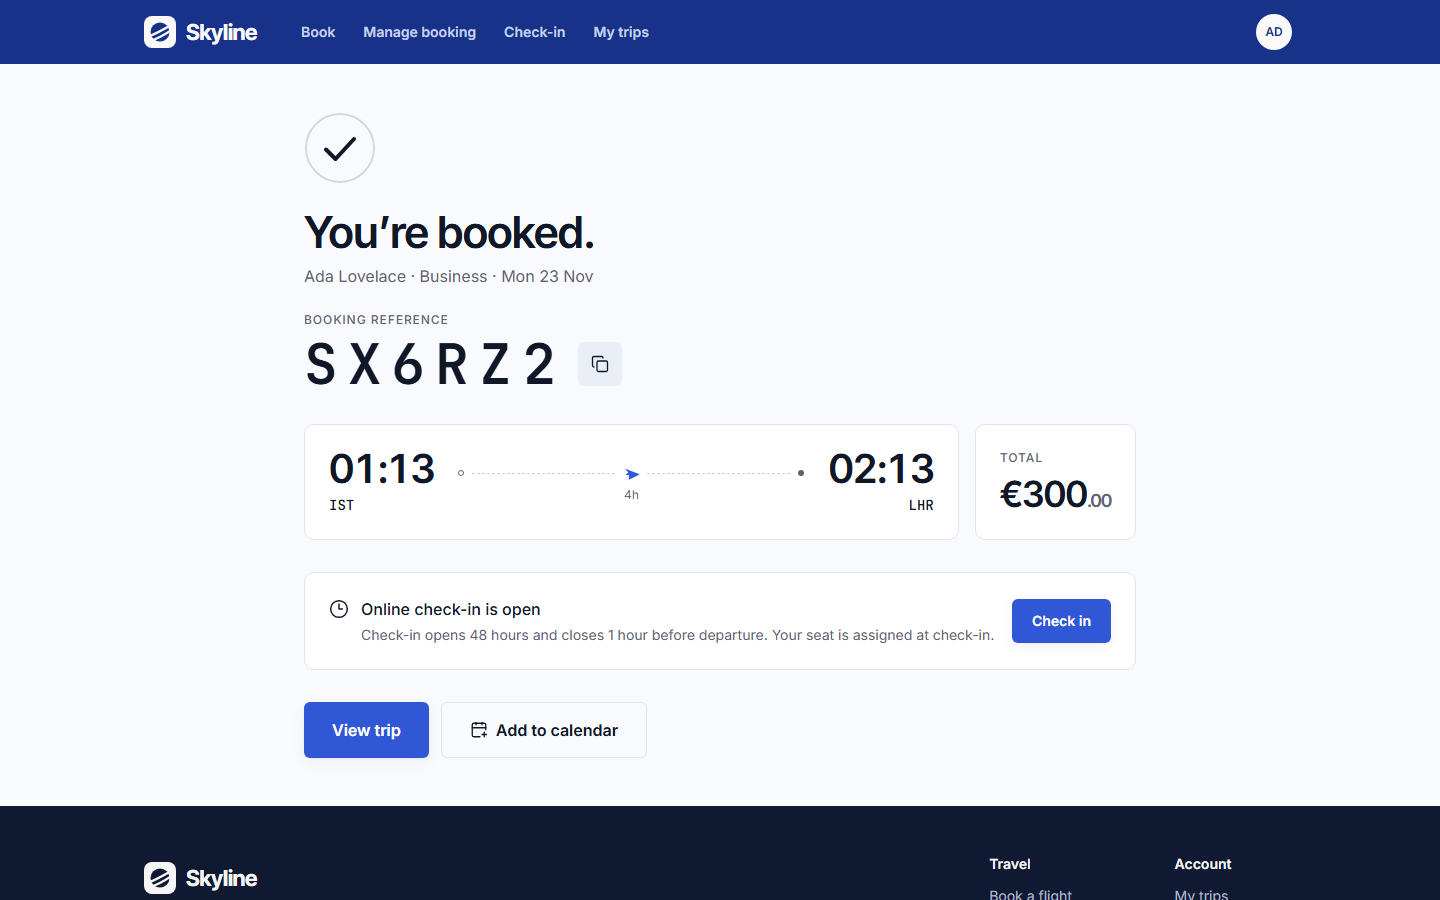 Skyline Book Manage booking Check-in My trips AD
You’re booked.
Ada Lovelace · Business · Mon 23 Nov
BOOKING REFERENCE
SX6RZ2
01:13 02:13
4h
IST LHR
TOTAL
€300.00
Online check-in is open
Check-in opens 48 hours and closes 1 hour before departure. Your seat is assigned at check-in.
Check in
View trip Add to calendar
Skyline
Travel Account
Book a flight My trips